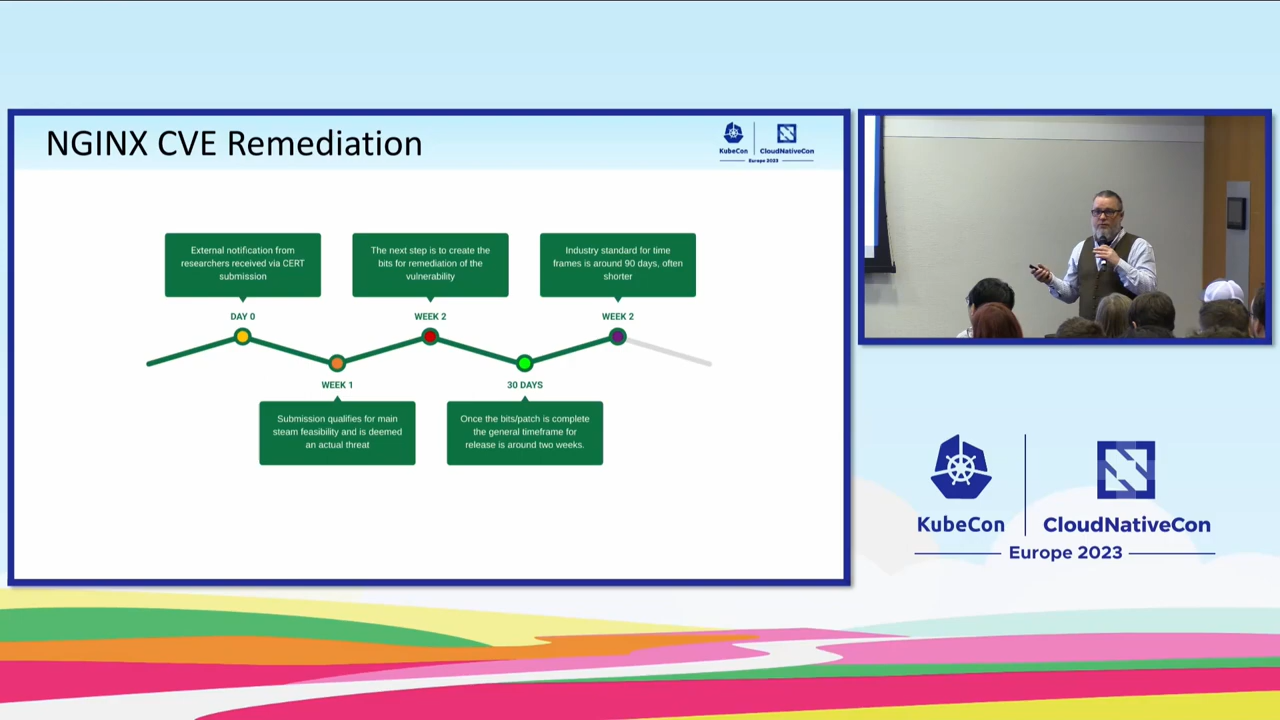 NGINX CVE Remediation
KubeCon
CloudNativeCon
Europe 2023
External notification from
researchers received via CERT
submission
The next step is to create the
bits for remediation of the
vulnerability
Industry standard for time
frames is around 90 days, often
shorter
DAY 0
WEEK 2
WEEK 2
WEEK 1
30 DAYS
Submission qualifies for main
steam feasibility and is deemed
an actual threat
Once the bits/patch is complete
the general timeframe for
release is around two weeks.
KubeCon
CloudNativeCon
Europe 2023